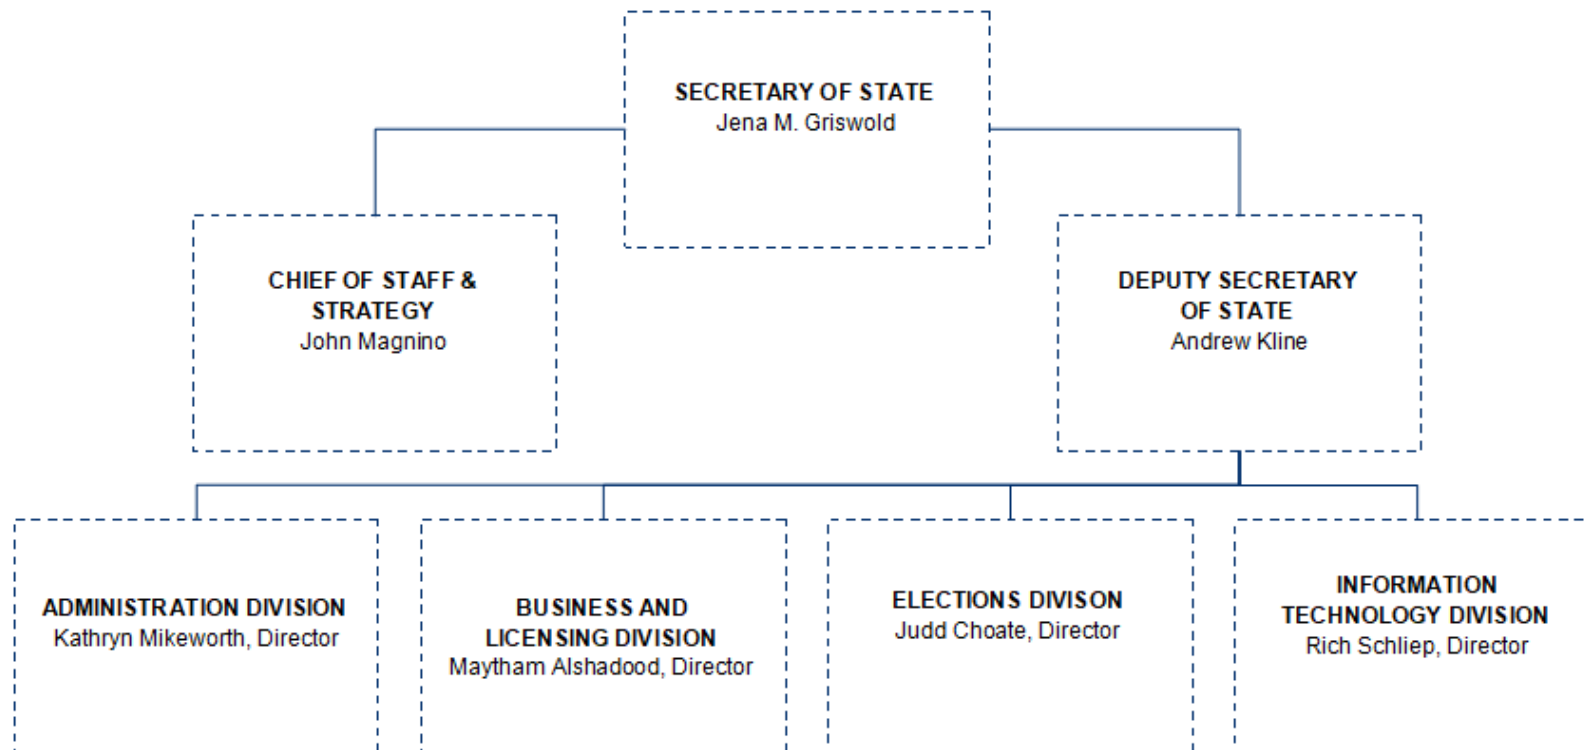 SECRETARY OF STATE
Jena M. Griswold
CHIEF OF STAFF &
STRATEGY
John Magnino
DEPUTY SECRETARY
OF STATE
Andrew Kline
ADMINISTRATION DIVISION
Kathryn Mikeworth, Director
BUSINESS AND
LICENSING DIVISION
Maytham Alshadood, Director
ELECTIONS DIVISON
Judd Choate, Director
INFORMATION
TECHNOLOGY DIVISION
Rich Schliep, Director